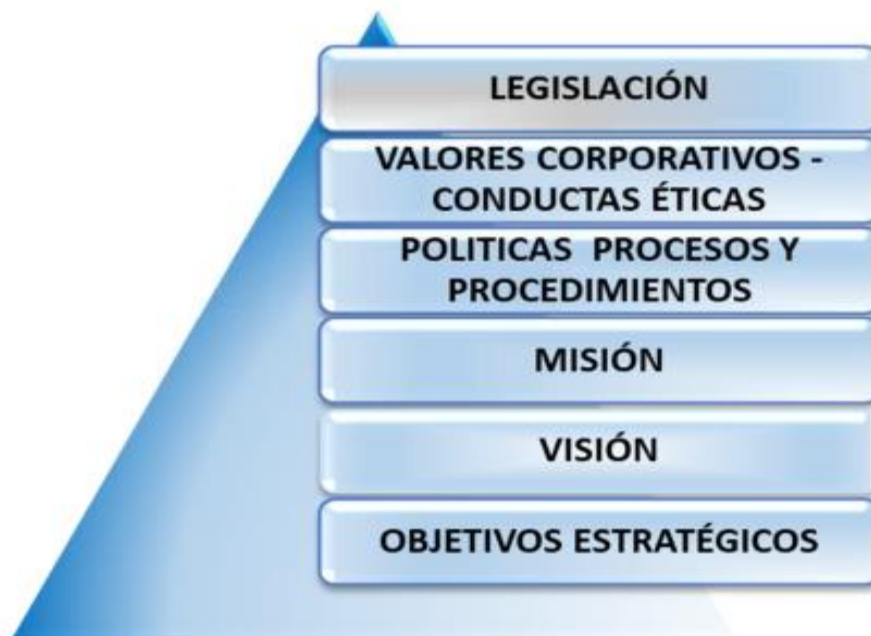 LEGISLACIÓN
VALORES CORPORATIVOS -
CONDUCTAS ÉTICAS
POLITICAS PROCESOS Y
PROCEDIMIENTOS
MISIÓN
VISIÓN
OBJETIVOS ESTRATÉGICOS